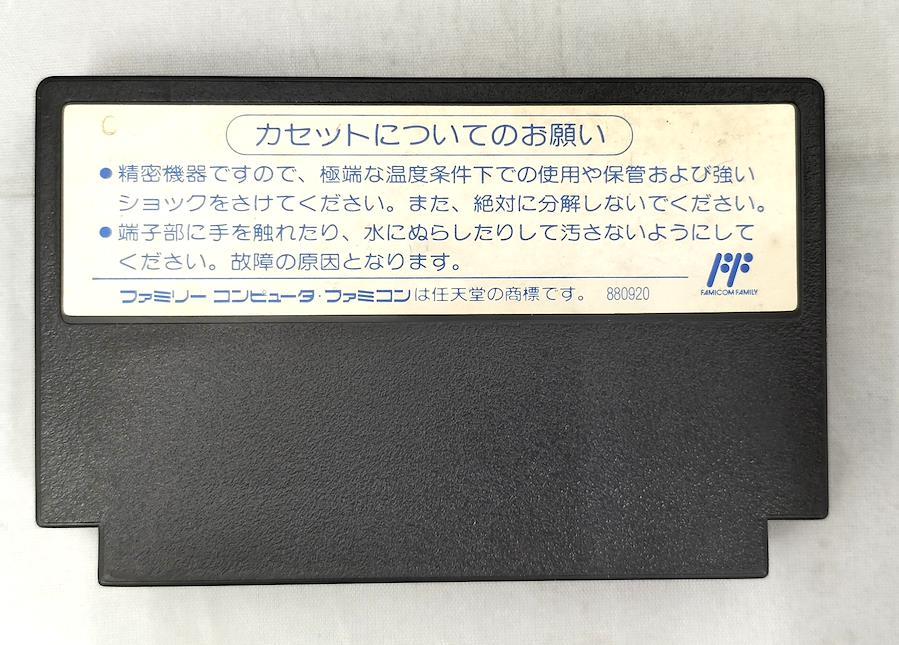 C
カセットについてのお願い
●精密機器ですので、極端な温度条件下での使用や保管および強い
ショックをさけてください。また、絶対に分解しないでください。
●端子部に手を触れたり、水にぬらしたりして汚さないようにして
ください。故障の原因となります。
ファミリー コンピュータ・ファミコンは任天堂の商標です。 880920
FAMICOM FAMILY